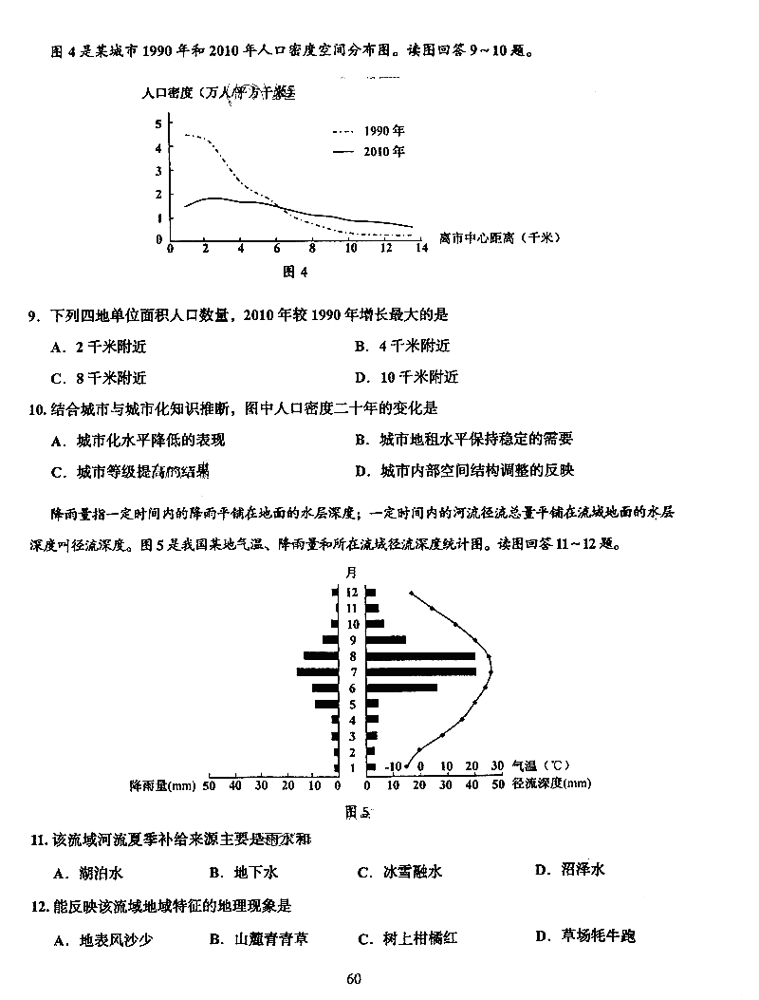 图 4 是某城市 1990 年和 2010 年人口密度空间分布图。读图回答 9~10 题。
人口密度（万人/平方千米）
5
4
3
2
1
0
1990 年
2010 年
0 2 4 6 8 10 12 14 离市中心距离（千米）
图 4
9．下列四地单位面积人口数量，2010 年较 1990 年增长最大的是
A．2 千米附近 B．4 千米附近
C．8 千米附近 D．10 千米附近
10. 结合城市与城市化知识推断，图中人口密度二十年的变化是
A．城市化水平降低的表现 B．城市地租水平保持稳定的需要
C．城市等级提高的结果 D．城市内部空间结构调整的反映
降雨量指一定时间内的降雨平铺在地面的水层深度；一定时间内的河流径流总量平铺在流域地面的水层
深度叫径流深度。图 5 是我国某地气温、降雨量和所在流域径流深度统计图。读图回答 11~12 题。
月
12
11
10
9
8
7
6
5
4
3
2
1 -10 0 10 20 30 气温（℃）
降雨量(mm) 50 40 30 20 10 0 0 10 20 30 40 50 径流深度(mm)
图 5
11. 该流域河流夏季补给来源主要是雨水和
A．湖泊水 B．地下水 C．冰雪融水 D．沼泽水
12. 能反映该流域地域特征的地理现象是
A．地表风沙少 B．山麓青青草 C．树上柑橘红 D．草场牦牛跑
60